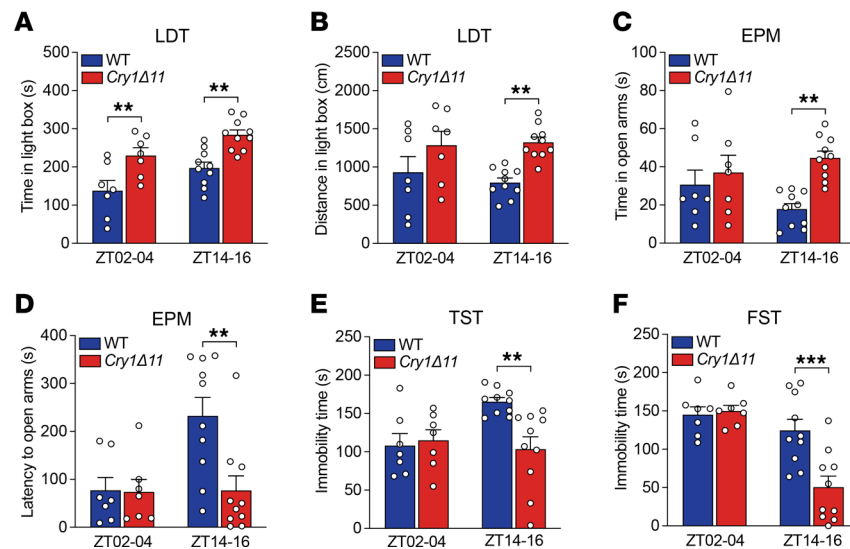 A
LDT
WT
Cry1Δ11
Time in light box (s)
500
400
300
200
100
0
**
**
ZT02-04
ZT14-16
B
LDT
WT
Cry1Δ11
Distance in light box (cm)
2500
2000
1500
1000
500
0
**
ZT02-04
ZT14-16
C
EPM
WT
Cry1Δ11
Time in open arms (s)
100
80
60
40
20
0
**
ZT02-04
ZT14-16
D
EPM
WT
Cry1Δ11
Latency to open arms (s)
400
300
200
100
0
**
ZT02-04
ZT14-16
E
TST
WT
Cry1Δ11
Immobility time (s)
250
200
150
100
50
0
**
ZT02-04
ZT14-16
F
FST
WT
Cry1Δ11
Immobility time (s)
250
200
150
100
50
0
***
ZT02-04
ZT14-16